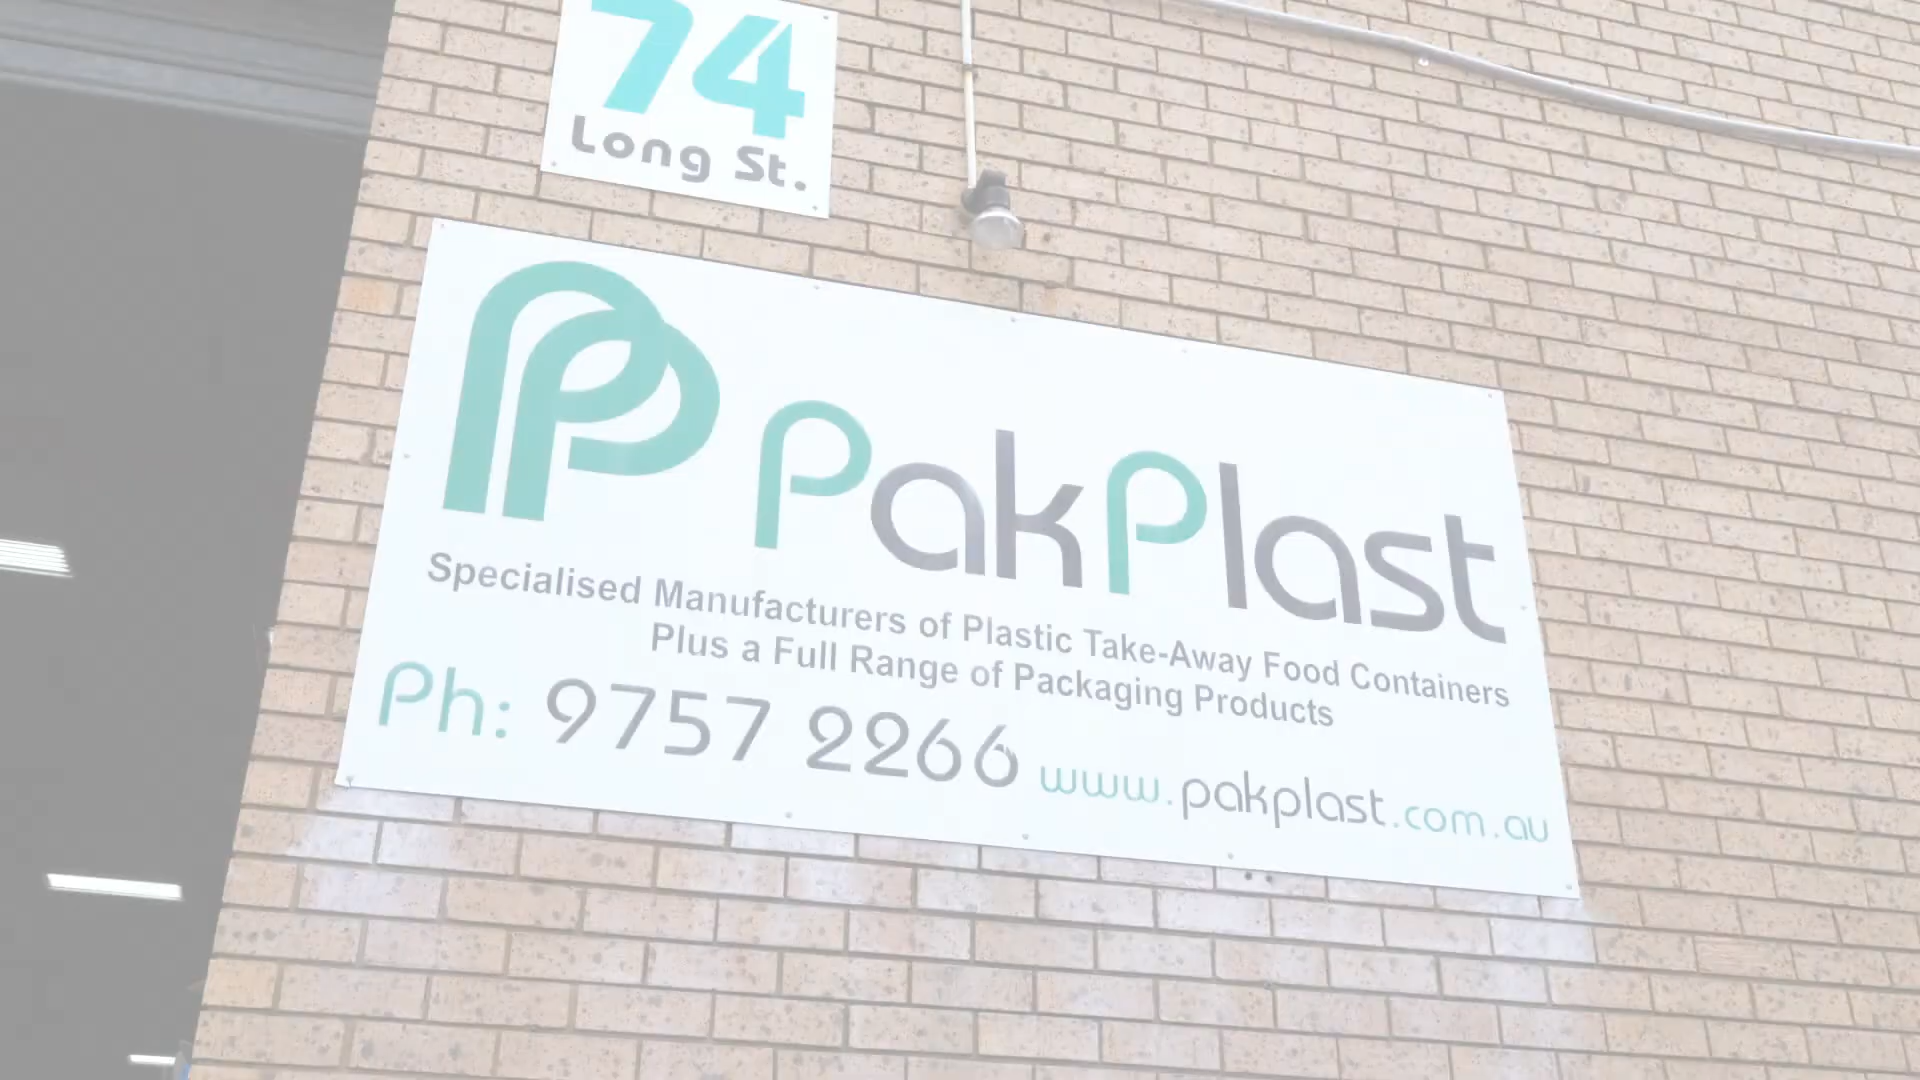 74
Long St.
PakPlast
Specialised Manufacturers of Plastic Take-Away Food Containers
Plus a Full Range of Packaging Products
Ph: 9757 2266
www.pakplast.com.au